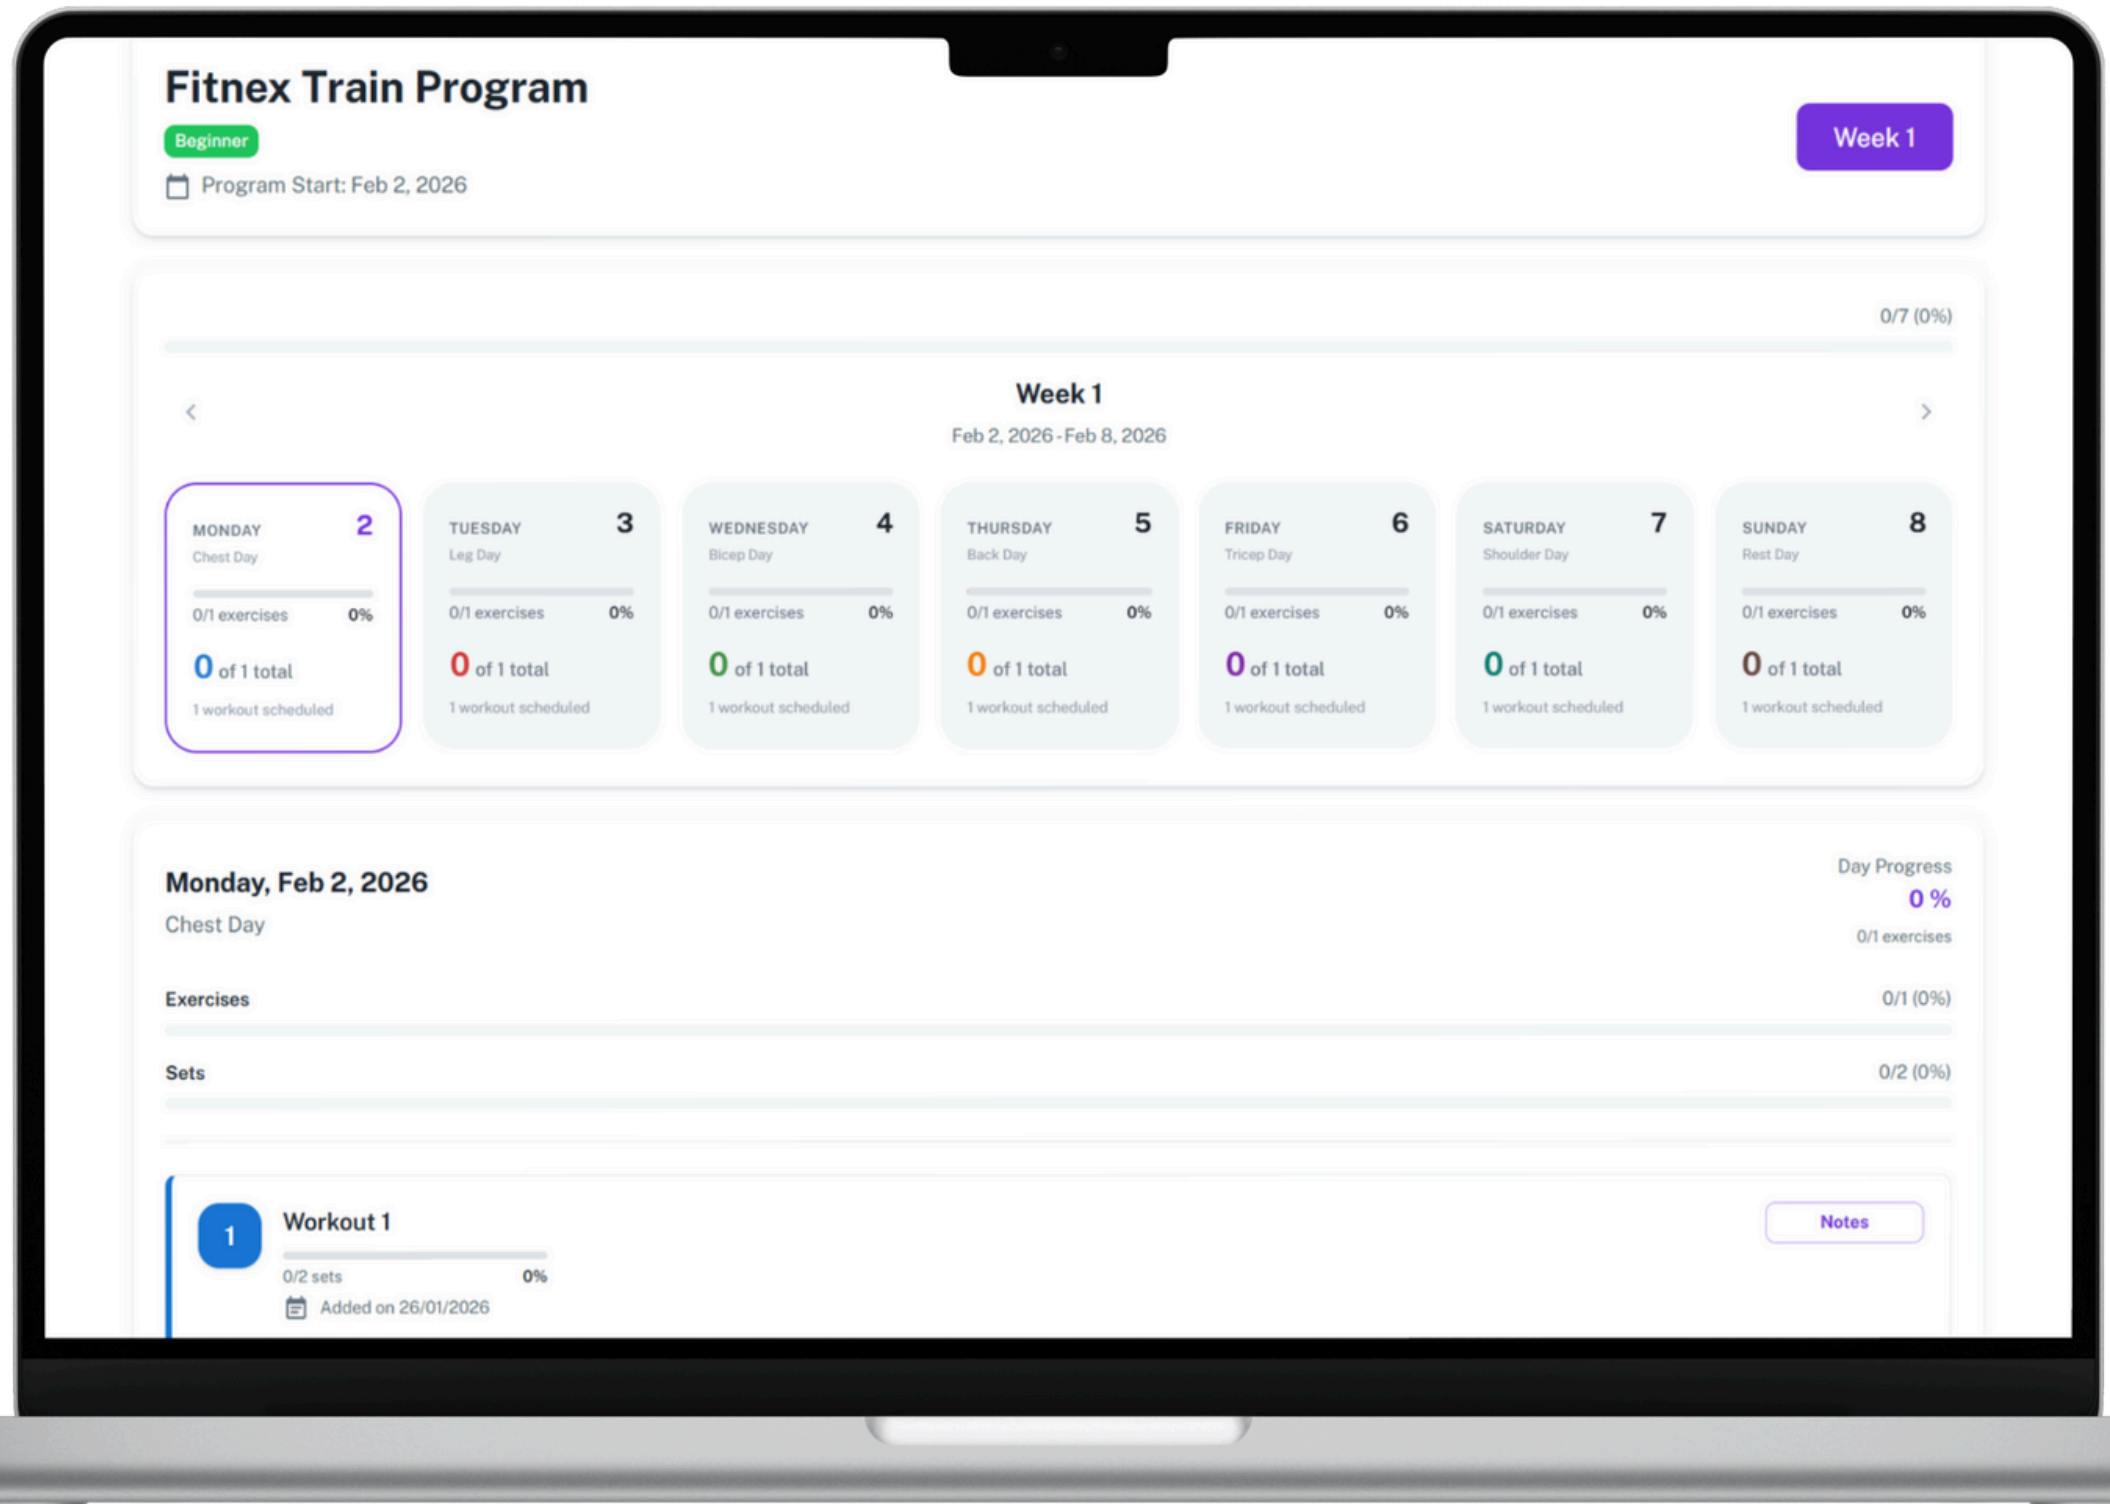 Fitnex Train Program
Beginner
Program Start: Feb 2, 2026
Week 1
0/7 (0%)
Week 1
Feb 2, 2026 - Feb 8, 2026
MONDAY 2
Chest Day
0/1 exercises 0%
0 of 1 total
1 workout scheduled
TUESDAY 3
Leg Day
0/1 exercises 0%
0 of 1 total
1 workout scheduled
WEDNESDAY 4
Bicep Day
0/1 exercises 0%
0 of 1 total
1 workout scheduled
THURSDAY 5
Back Day
0/1 exercises 0%
0 of 1 total
1 workout scheduled
FRIDAY 6
Tricep Day
0/1 exercises 0%
0 of 1 total
1 workout scheduled
SATURDAY 7
Shoulder Day
0/1 exercises 0%
0 of 1 total
1 workout scheduled
SUNDAY 8
Rest Day
0/1 exercises 0%
0 of 1 total
1 workout scheduled
Monday, Feb 2, 2026
Chest Day
Day Progress
0 %
0/1 exercises
Exercises 0/1 (0%)
Sets 0/2 (0%)
1
Workout 1
0/2 sets 0%
Added on 26/01/2026
Notes